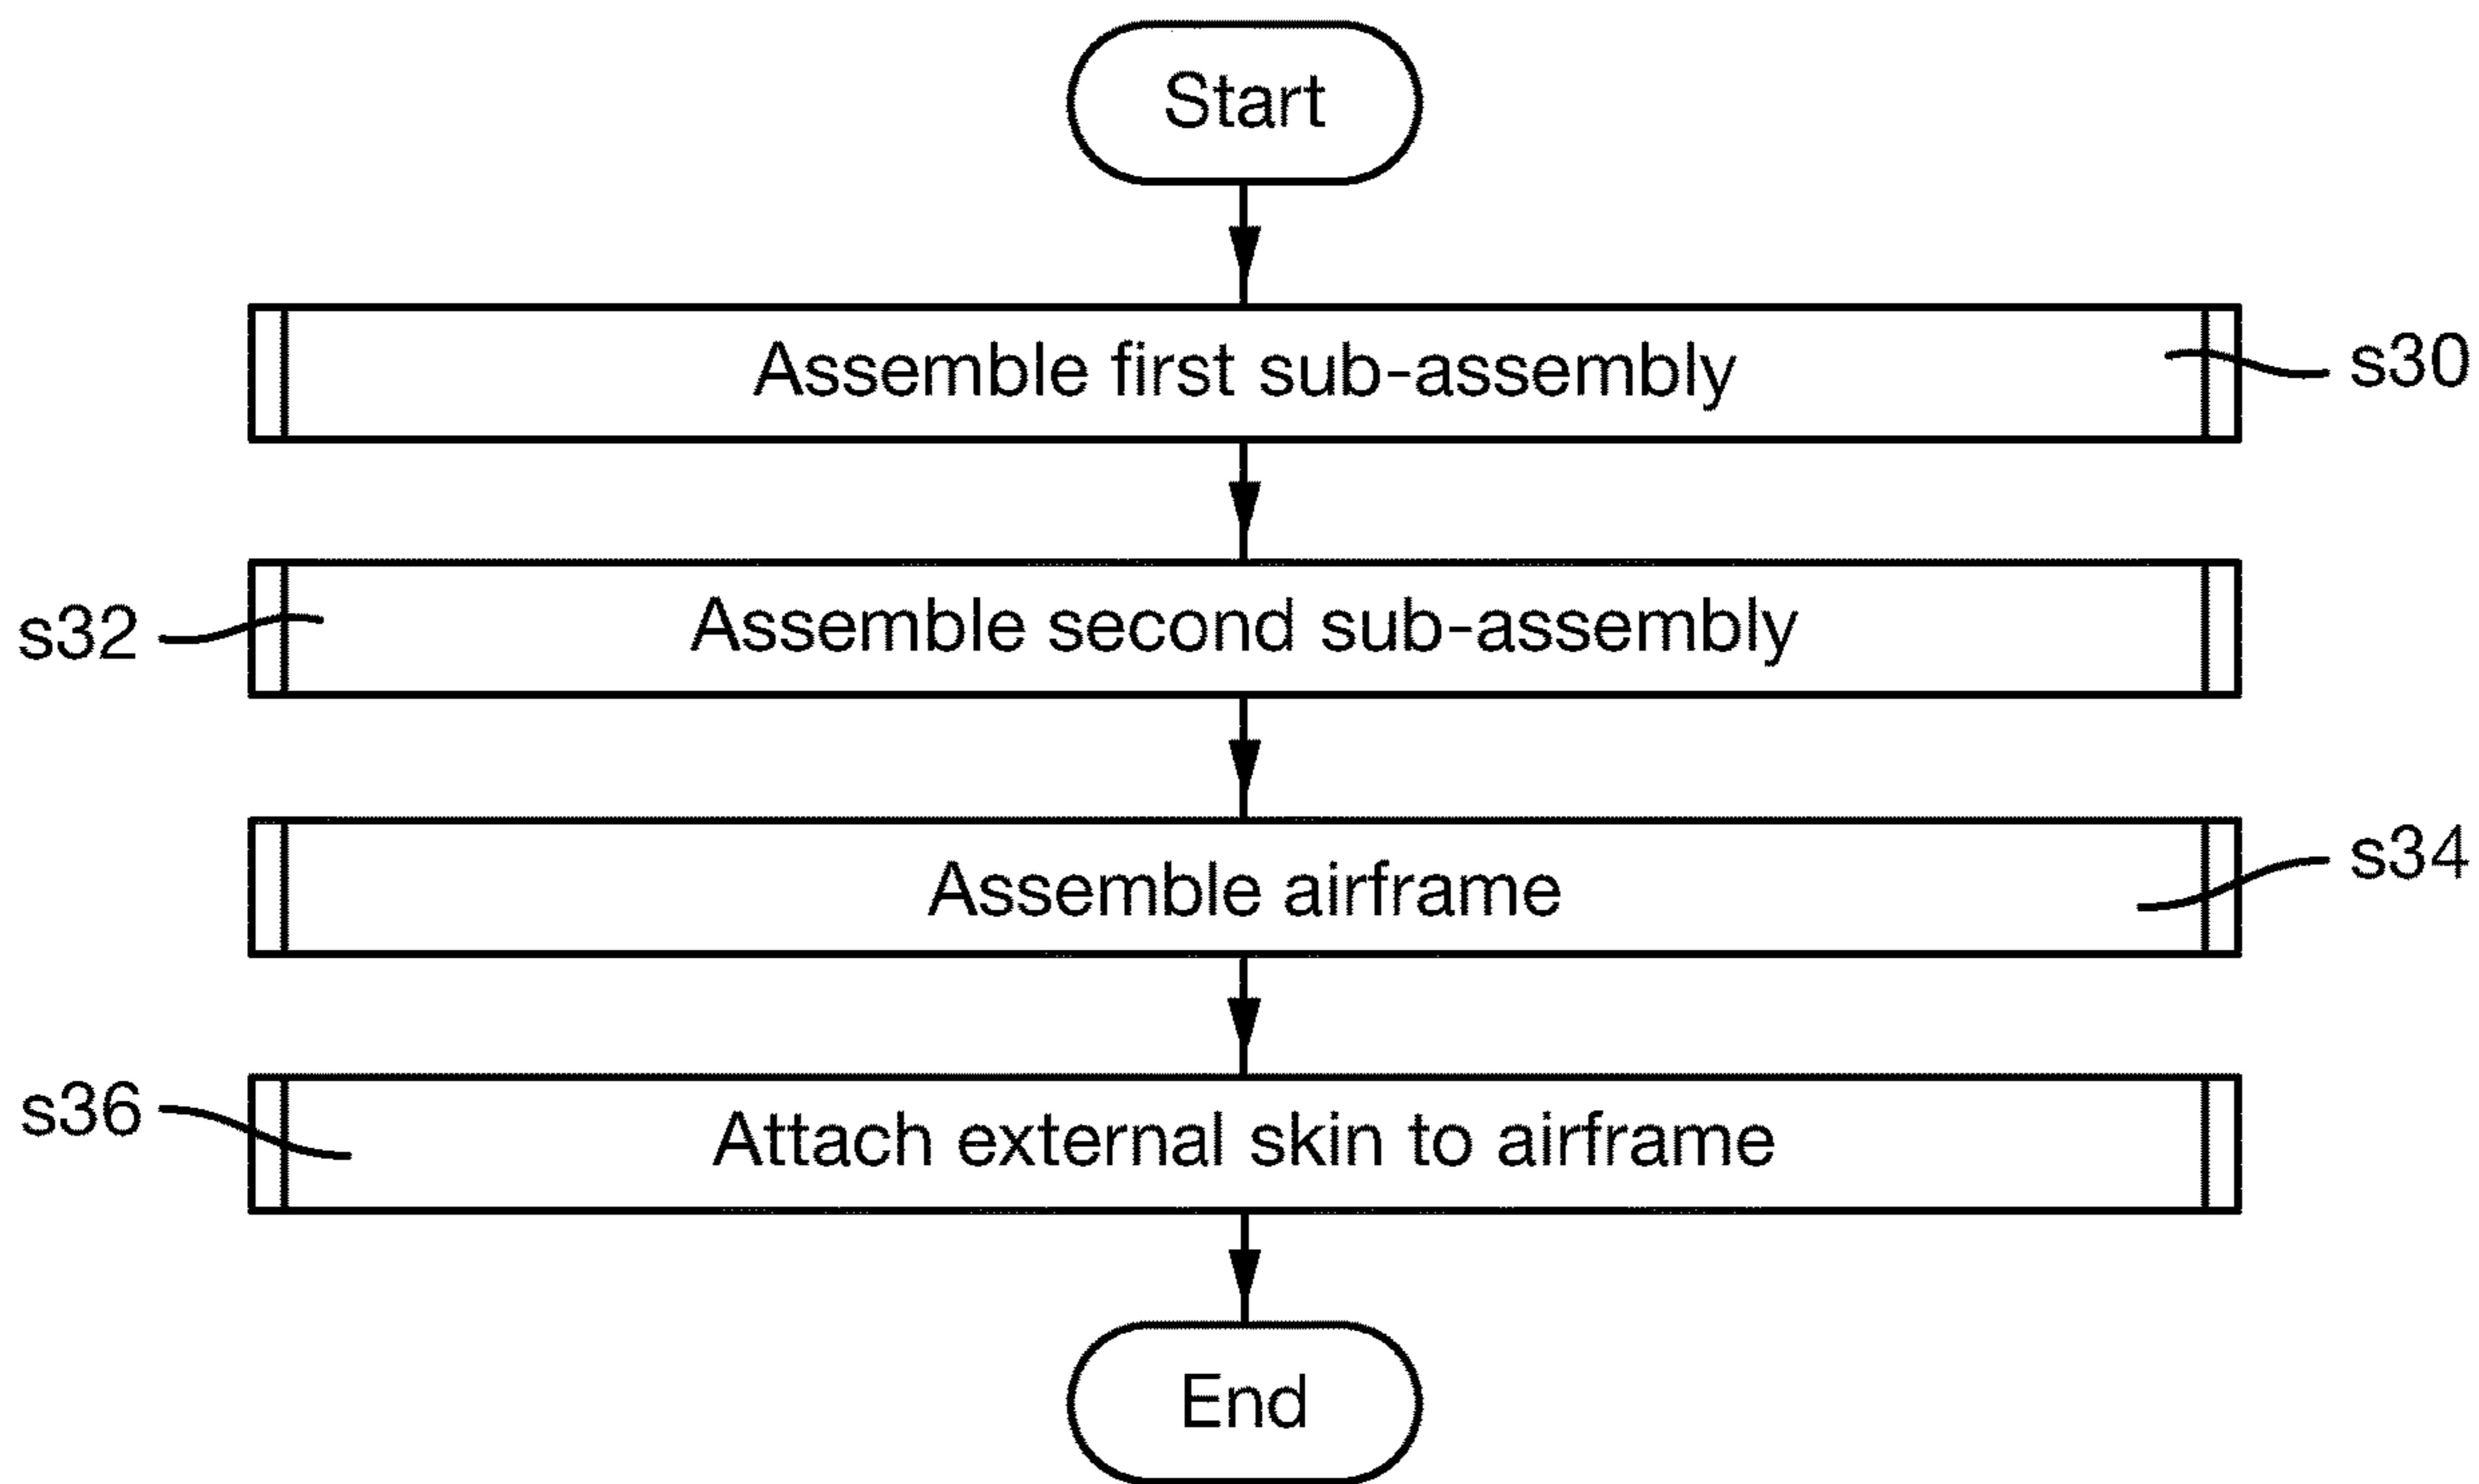 Start
Assemble first sub-assembly
s30
s32
Assemble second sub-assembly
Assemble airframe
s34
s36
Attach external skin to airframe
End